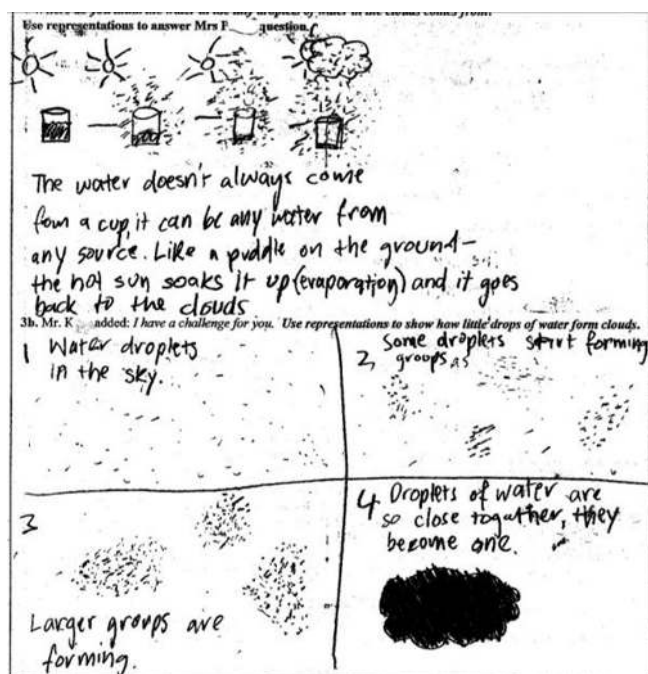 Use representations to answer Mrs P question.
The water doesn't always come
from a cup, it can be any water from
any source. Like a puddle on the ground -
the hot sun soaks it up (evaporation) and it goes
back to the clouds
3b. Mr. K added: I have a challenge for you. Use representations to show how little drops of water form clouds.
1 Water droplets
in the sky.
2, Some droplets start forming
groups as
3
Larger groups are
forming.
4 Droplets of water are
so close togather, they
become one.